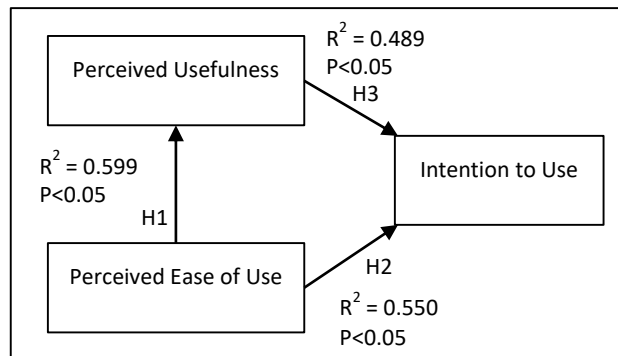 Perceived Usefulness
R² = 0.489
P<0.05
H3
R² = 0.599
P<0.05
H1
Intention to Use
Perceived Ease of Use
H2
R² = 0.550
P<0.05